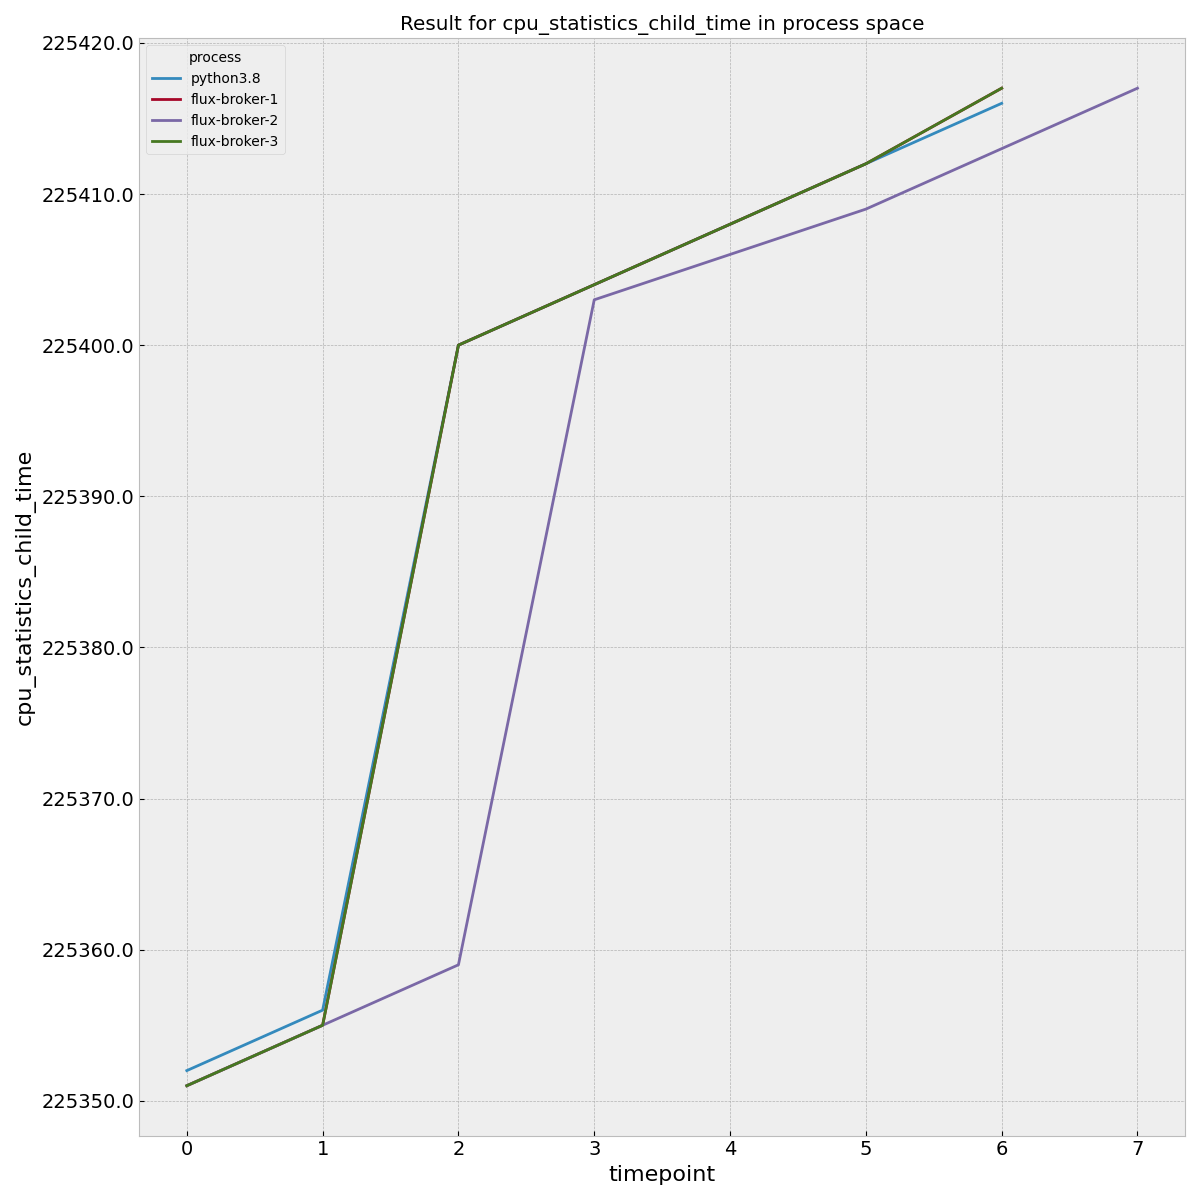 Result for cpu_statistics_child_time in process space
cpu_statistics_child_time
225420.0
225410.0
225400.0
225390.0
225380.0
225370.0
225360.0
225350.0
process
python3.8
flux-broker-1
flux-broker-2
flux-broker-3
0 1 2 3 4 5 6 7
timepoint